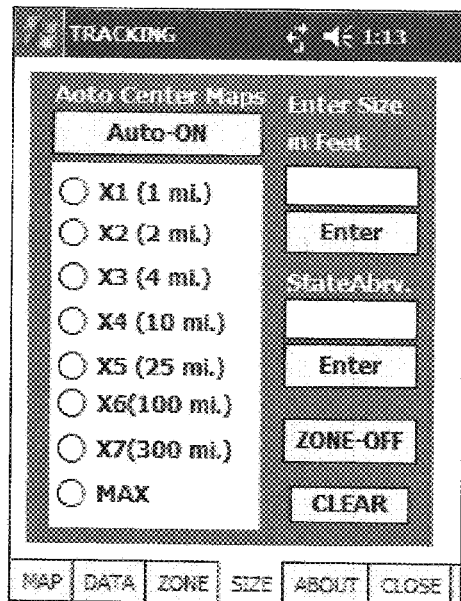 TRACKING 1:13
Aoto Center Maps
Auto-ON
X1 (1 mi.)
X2 (2 mi.)
X3 (4 mi.)
X4 (10 mi.)
X5 (25 mi.)
X6(100 mi.)
X7(300 mi.)
MAX
Enter Size
in Feet
Enter
StateAbrv.
Enter
ZONE-OFF
CLEAR
MAP DATA ZONE SIZE ABOUT CLOSE